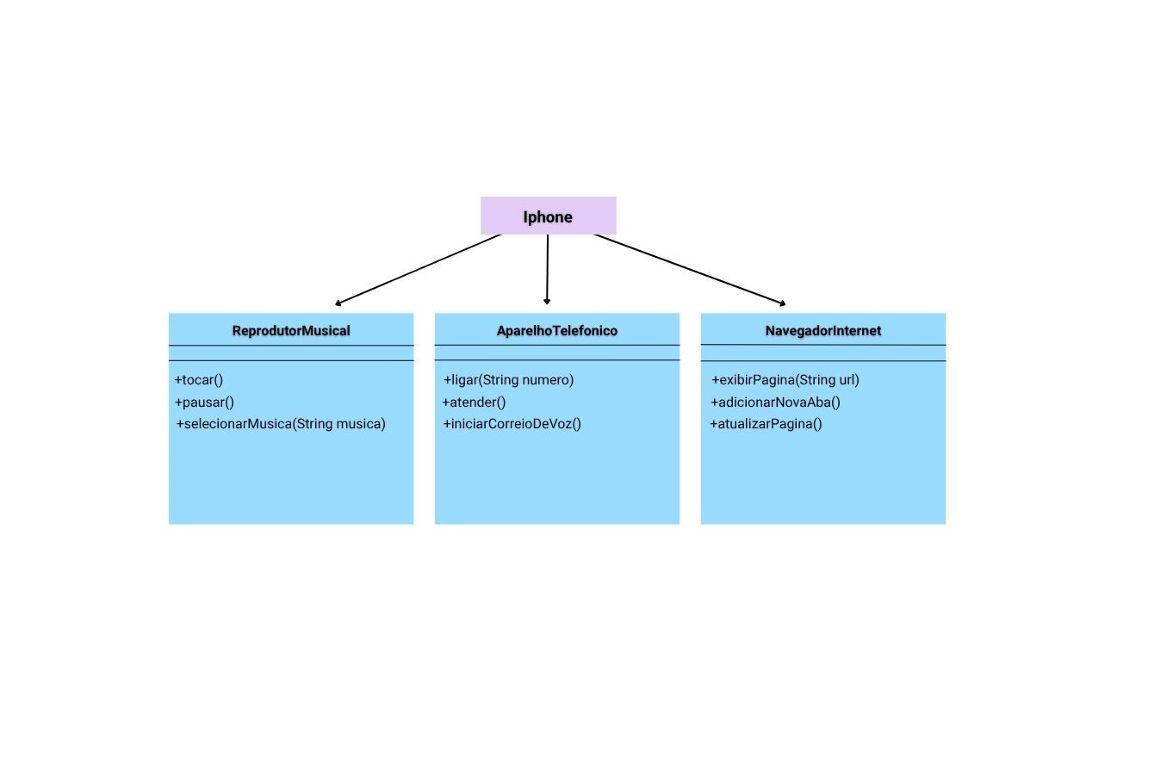 Iphone
ReprodutorMusical
+tocar()
+pausar()
+selecionarMusica(String musica)
AparelhoTelefonico
+ligar(String numero)
+atender()
+iniciarCorreioDeVoz()
NavegadorInternet
+exibirPagina(String url)
+adicionarNovaAba()
+atualizarPagina()